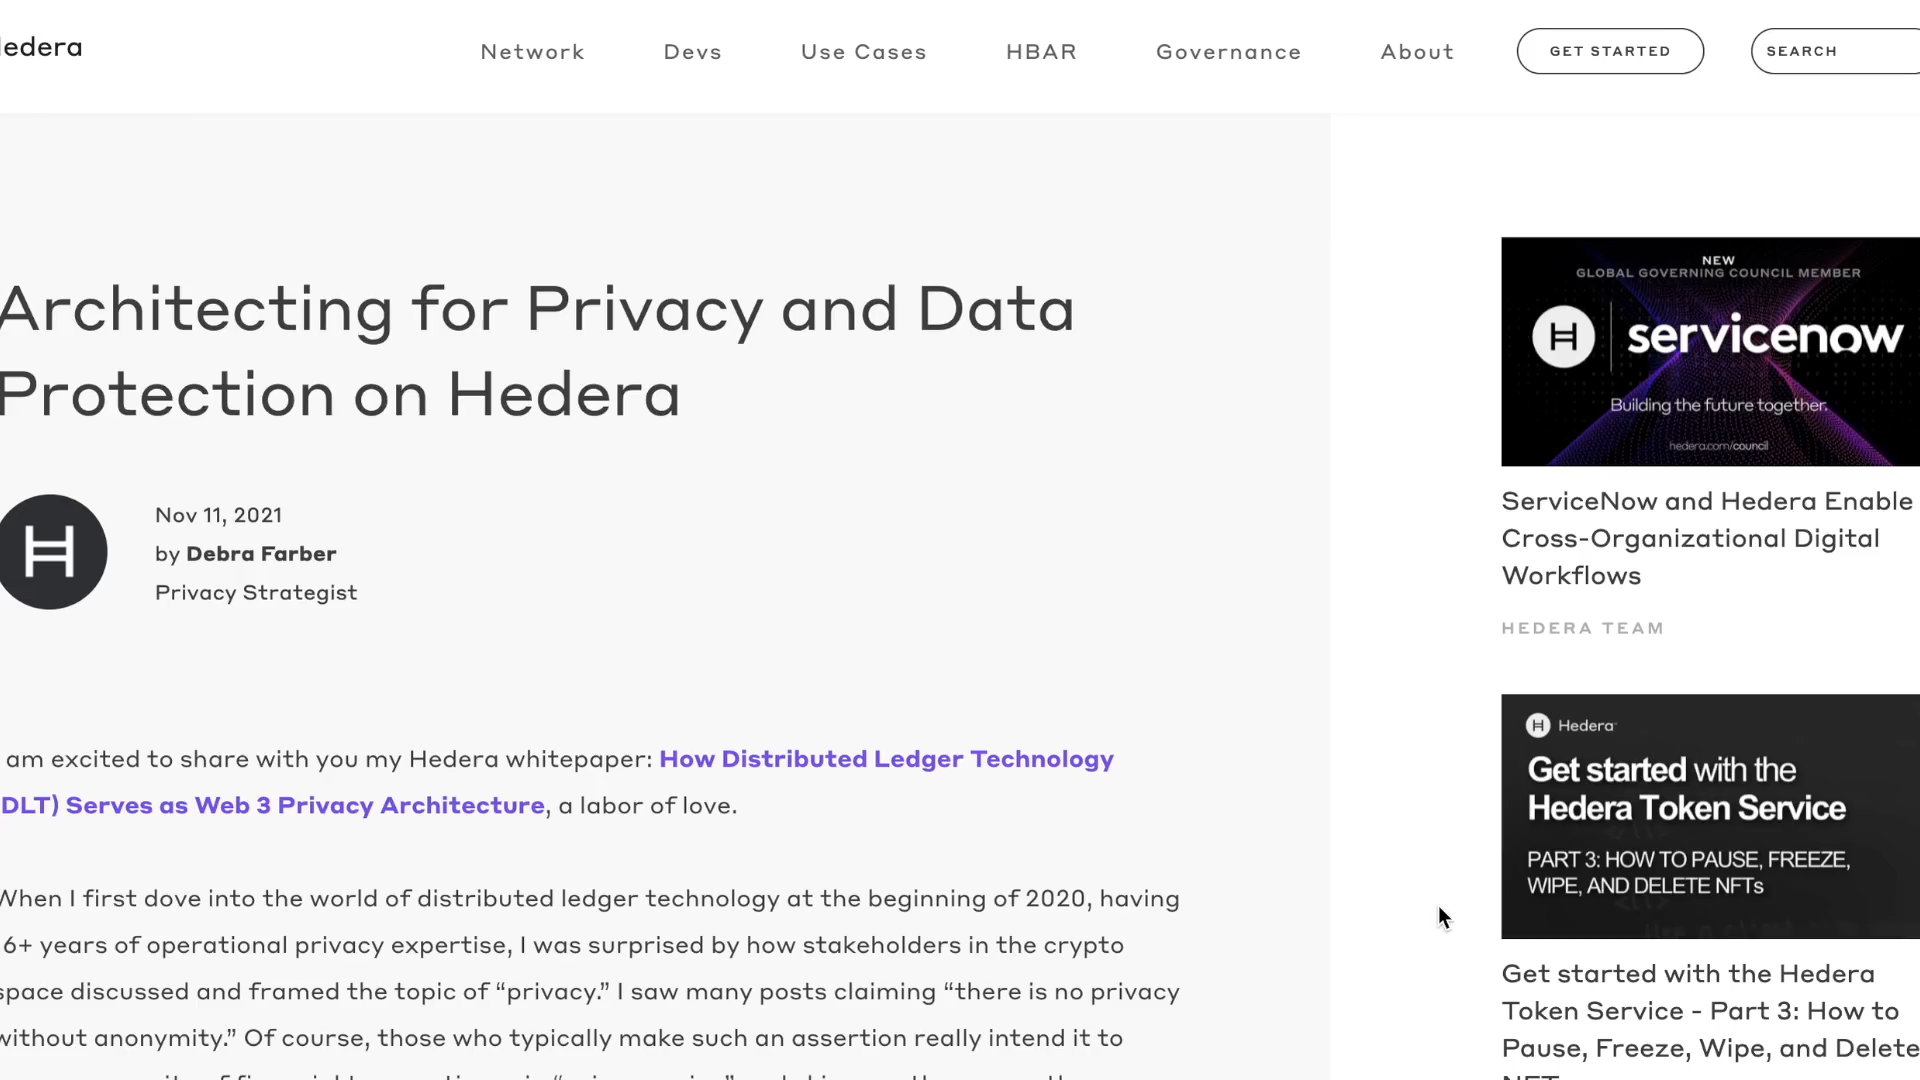 Hedera
Network
Devs
Use Cases
HBAR
Governance
About
GET STARTED
SEARCH
Architecting for Privacy and Data
Protection on Hedera
Nov 11, 2021
by Debra Farber
Privacy Strategist
I am excited to share with you my Hedera whitepaper: How Distributed Ledger Technology
(DLT) Serves as Web 3 Privacy Architecture, a labor of love.
When I first dove into the world of distributed ledger technology at the beginning of 2020, having
6+ years of operational privacy expertise, I was surprised by how stakeholders in the crypto
space discussed and framed the topic of “privacy.” I saw many posts claiming “there is no privacy
without anonymity.” Of course, those who typically make such an assertion really intend it to
NEW
GLOBAL GOVERNING COUNCIL MEMBER
H servicenow
Building the future together.
hedera.com/council
ServiceNow and Hedera Enable
Cross-Organizational Digital
Workflows
HEDERA TEAM
H Hedera
Get started with the
Hedera Token Service
PART 3: HOW TO PAUSE, FREEZE,
WIPE, AND DELETE NFTs
Get started with the Hedera
Token Service - Part 3: How to
Pause, Freeze, Wipe, and Delete